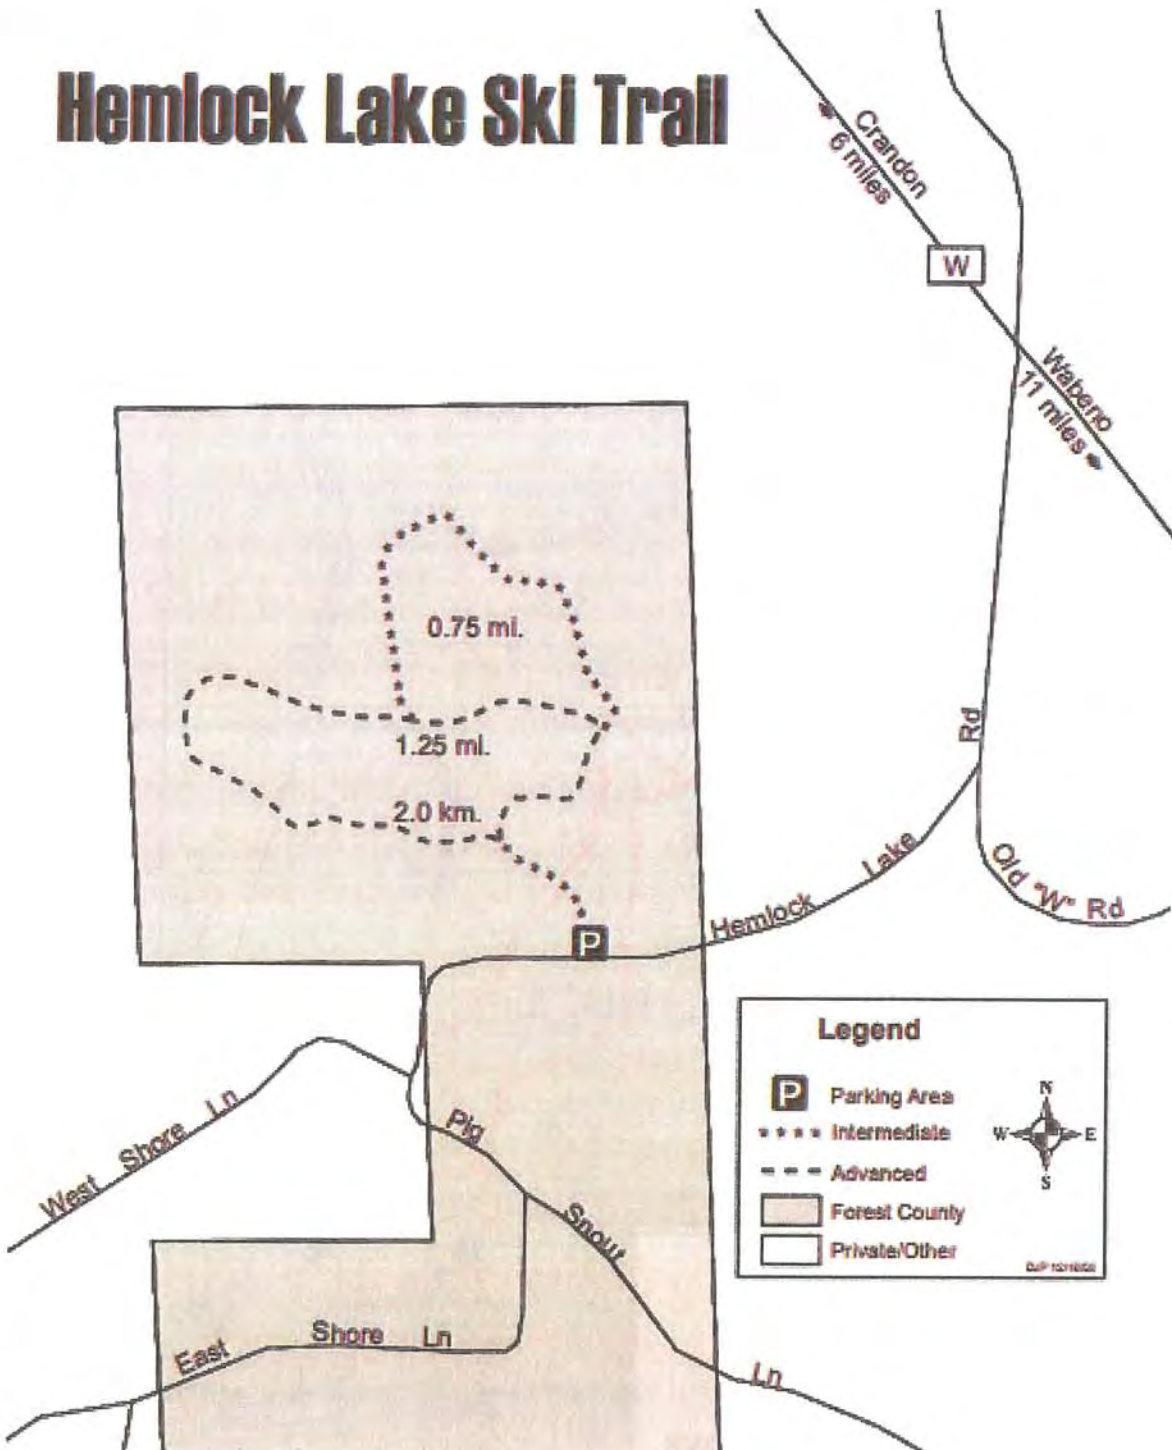 Hemlock Lake Ski Trail
Crandon
6 miles
W
Wabeno
11 miles
0.75 mi.
1.25 mi.
2.0 km.
P
Hemlock Lake Rd
Old "W" Rd
West Shore Ln
Pig Snout Ln
East Shore Ln
Legend
P Parking Area
Intermediate
Advanced
Forest County
Private/Other
N
W E
S